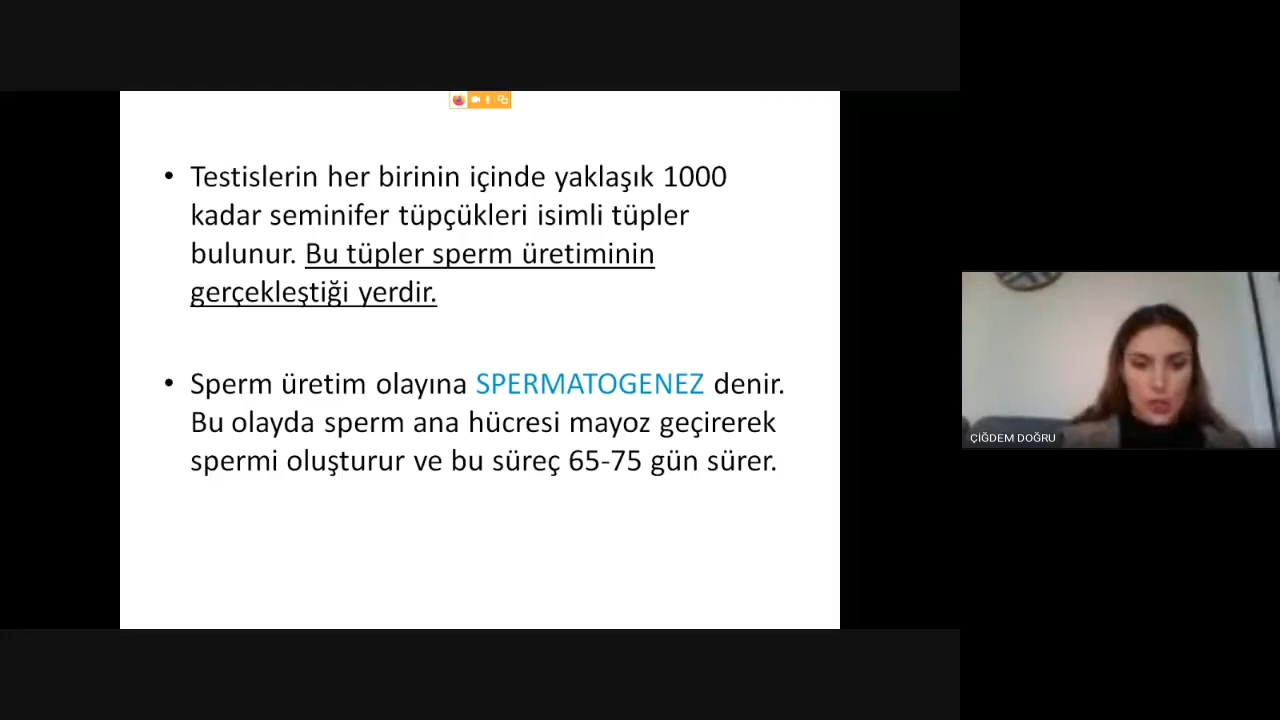 • Testislerin her birinin içinde yaklaşık 1000
kadar seminifer tüpçükleri isimli tüpler
bulunur. Bu tüpler sperm üretiminin
gerçekleştiği yerdir.
• Sperm üretim olayına SPERMATOGENEZ denir.
Bu olayda sperm ana hücresi mayoz geçirerek
spermi oluşturur ve bu süreç 65-75 gün sürer.
ÇİĞDEM DOĞRU